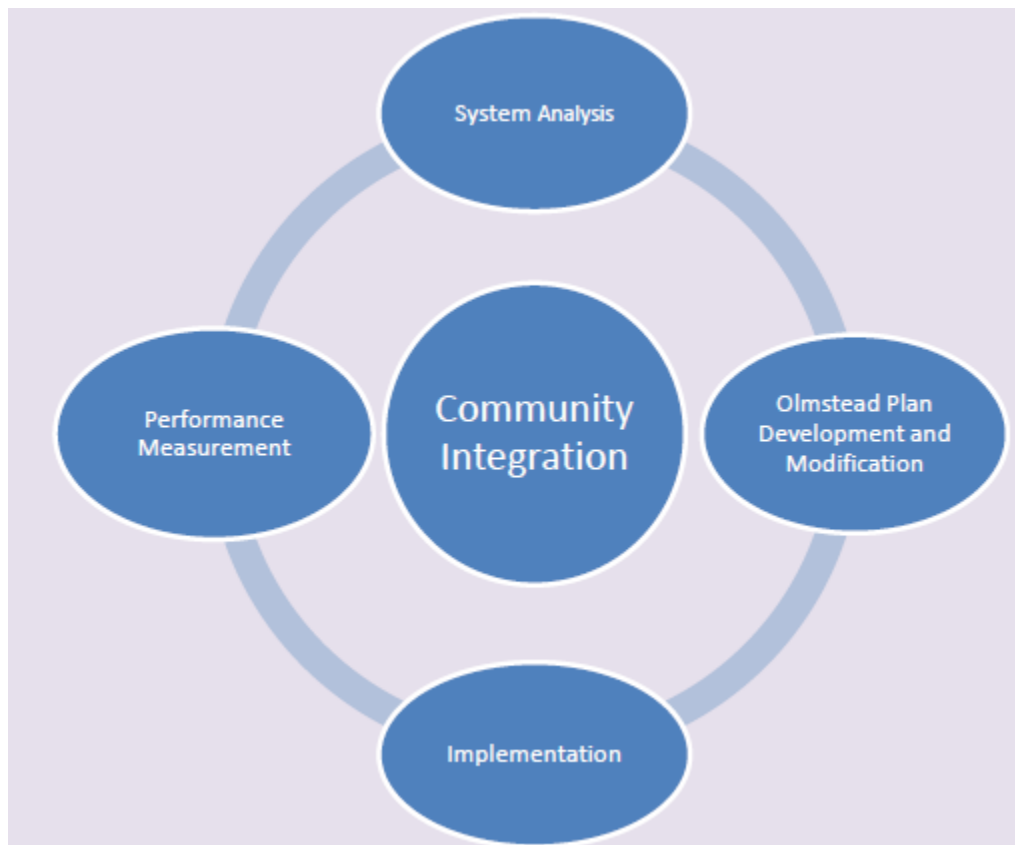 System Analysis
Performance
Measurement
Community
Integration
Olmstead Plan
Development and
Modification
Implementation